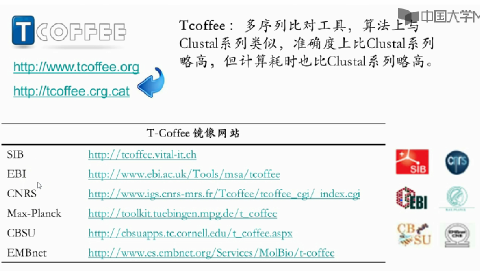 中国大学M
T COFFEE
Tcoffee：多序列比对工具，算法上与
Clustal系列类似，准确度上比Clustal系列
略高，但计算耗时也比Clustal系列略高。
http://www.tcoffee.org
http://tcoffee.crg.cat
T-Coffee 镜像网站
SIB http://tcoffee.vital-it.ch
EBI http://www.ebi.ac.uk/Tools/msa/tcoffee
CNRS http://www.igs.cnrs-mrs.fr/Tcoffee/tcoffee_cgi/_index.cgi
Max-Planck http://toolkit.tuebingen.mpg.de/t_coffee
CBSU http://cbsuapps.tc.cornell.edu/t_coffee.aspx
EMBnet http://www.es.embnet.org/Services/MolBio/t-coffee
SIB
cnrs
EBI
CB
SU